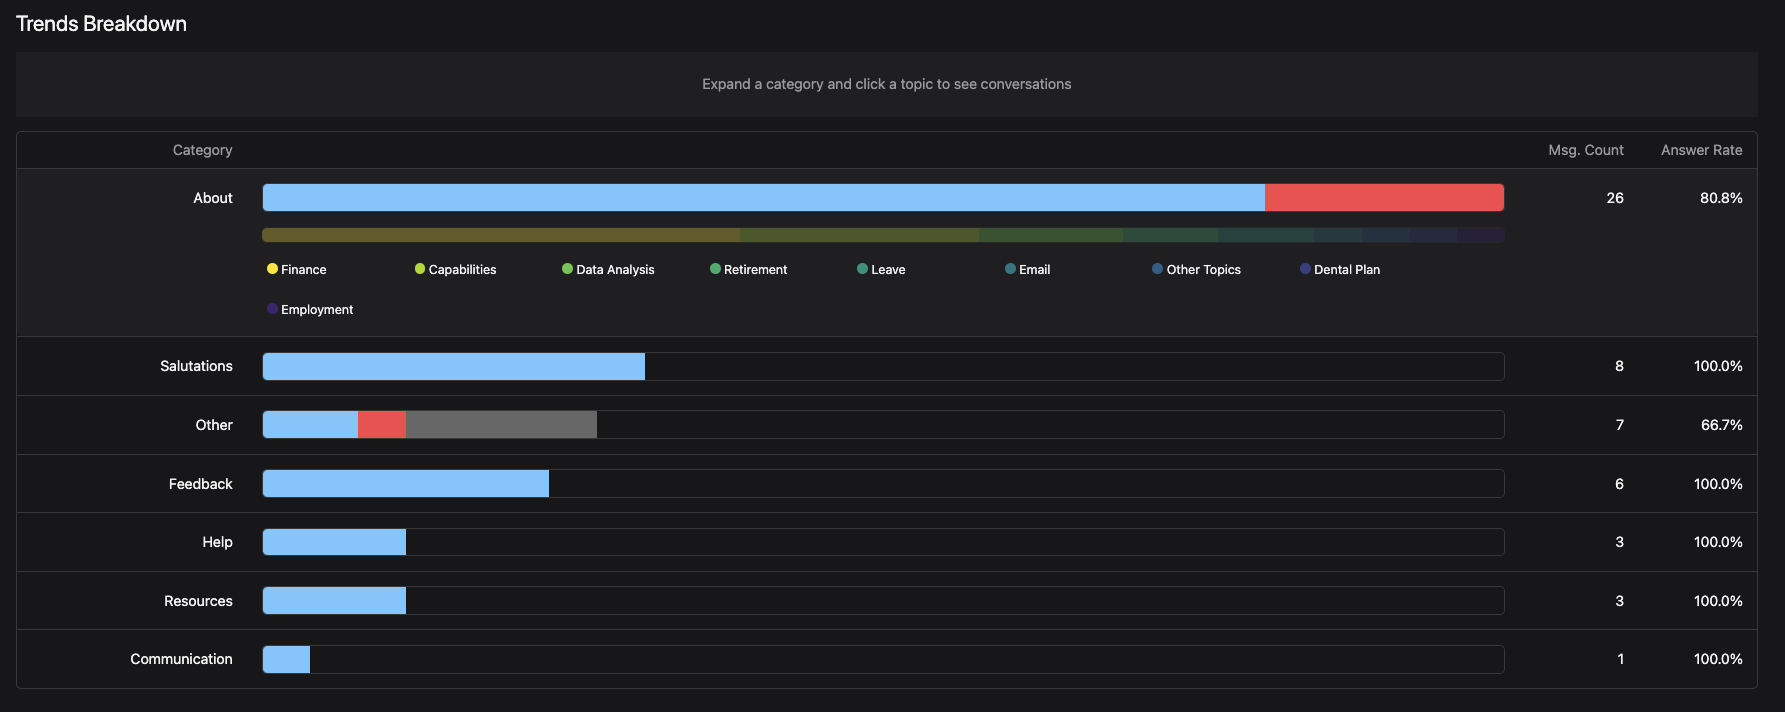 Trends Breakdown
Expand a category and click a topic to see conversations
Category Msg. Count Answer Rate
About 26 80.8%
Finance Capabilities Data Analysis Retirement Leave Email Other Topics Dental Plan
Employment
Salutations 8 100.0%
Other 7 66.7%
Feedback 6 100.0%
Help 3 100.0%
Resources 3 100.0%
Communication 1 100.0%